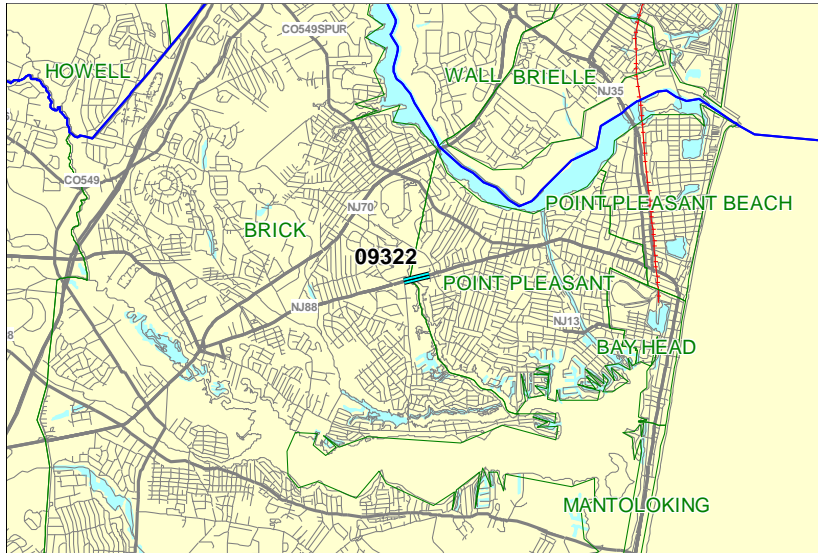 CO549SPUR
HOWELL
WALL
BRIELLE
NJ35
CO549
NJ70
POINT PLEASANT BEACH
BRICK
09322
POINT PLEASANT
NJ88
NJ13
8
BAY HEAD
MANTOLOKING